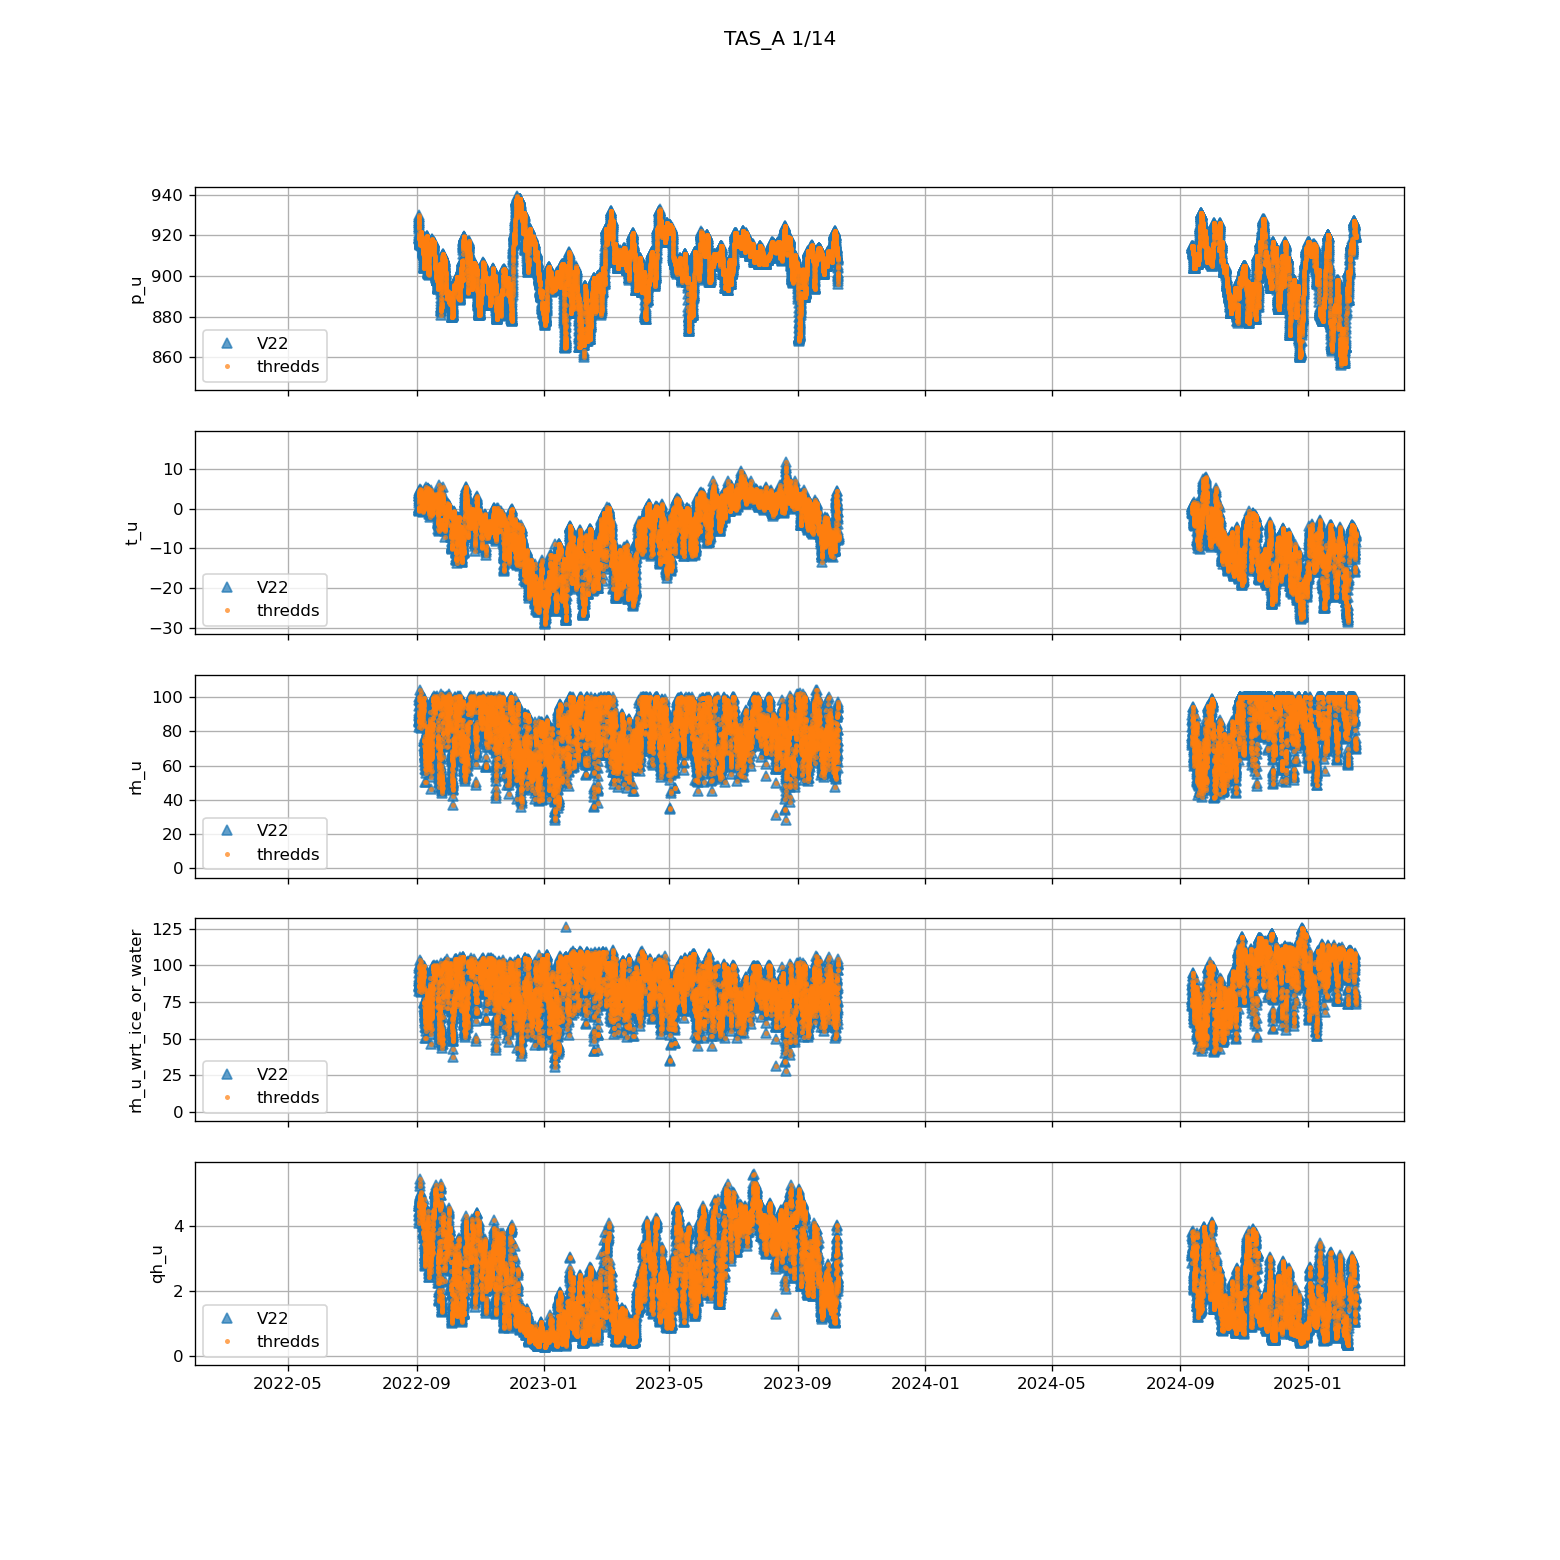 TAS_A 1/14
940
920
900
880
860
p_u
V22
thredds
10
0
−10
−20
−30
t_u
V22
thredds
100
80
60
40
20
0
rh_u
V22
thredds
125
100
75
50
25
0
rh_u_wrt_ice_or_water
V22
thredds
4
2
0
qh_u
V22
thredds
2022-05 2022-09 2023-01 2023-05 2023-09 2024-01 2024-05 2024-09 2025-01